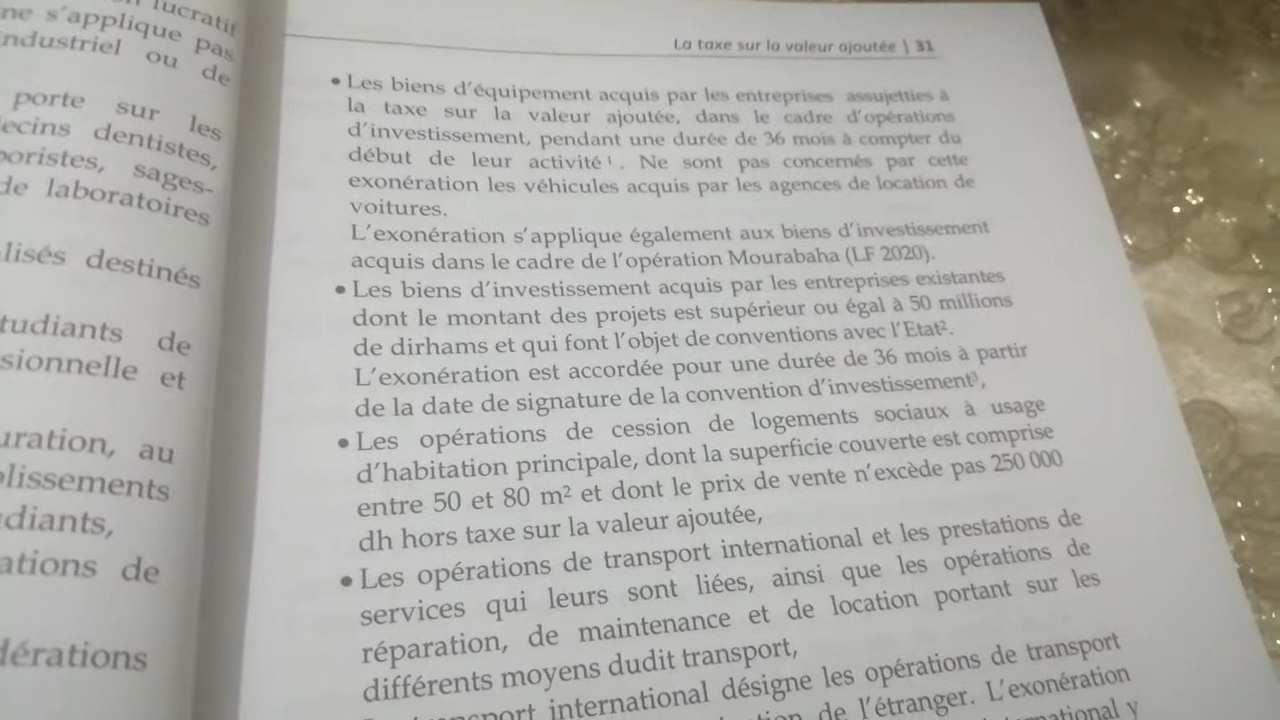 lucratif
ne s'applique pas
industriel ou de
porte sur les
médecins dentistes,
sages-
de laboratoires
destinés
de
et
au
de
La taxe sur la valeur ajoutée | 31
• Les biens d'équipement acquis par les entreprises assujetties à
la taxe sur la valeur ajoutée, dans le cadre d'opérations
d'investissement, pendant une durée de 36 mois à compter du
début de leur activité ¹. Ne sont pas concernés par cette
exonération les véhicules acquis par les agences de location de
voitures.
L'exonération s'applique également aux biens d'investissement
acquis dans le cadre de l'opération Mourabaha (LF 2020).
• Les biens d'investissement acquis par les entreprises existantes
dont le montant des projets est supérieur ou égal à 50 millions
de dirhams et qui font l'objet de conventions avec l'Etat².
L'exonération est accordée pour une durée de 36 mois à partir
de la date de signature de la convention d'investissement³,
• Les opérations de cession de logements sociaux à usage
d'habitation principale, dont la superficie couverte est comprise
entre 50 et 80 m² et dont le prix de vente n'excède pas 250 000
dh hors taxe sur la valeur ajoutée,
• Les opérations de transport international et les prestations de
services qui leurs sont liées, ainsi que les opérations de
réparation, de maintenance et de location portant sur les
différents moyens dudit transport,
international désigne les opérations de transport
de l'étranger. L'exonération